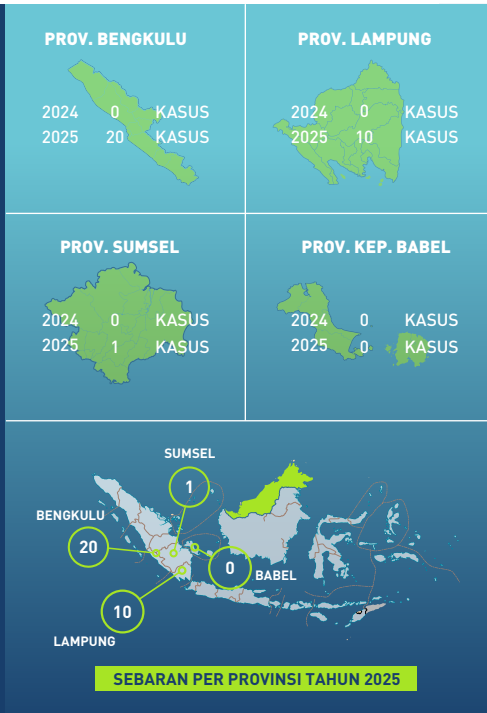 PROV. BENGKULU
2024 0 KASUS
2025 20 KASUS
PROV. LAMPUNG
2024 0 KASUS
2025 10 KASUS
PROV. SUMSEL
2024 0 KASUS
2025 1 KASUS
PROV. KEP. BABEL
2024 0 KASUS
2025 0 KASUS
SUMSEL
1
BENGKULU
20
0
BABEL
10
LAMPUNG
SEBARAN PER PROVINSI TAHUN 2025